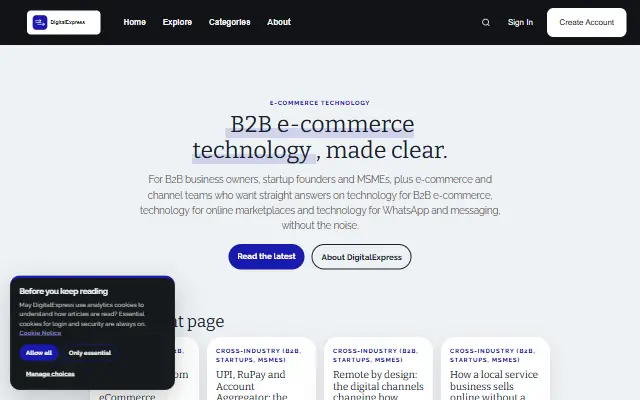 DigitalExpress
Home
Explore
Categories
About
Sign In
Create Account
E-COMMERCE TECHNOLOGY
B2B e-commerce
technology , made clear.
For B2B business owners, startup founders and MSMEs, plus e-commerce and
channel teams who want straight answers on technology for B2B e-commerce,
technology for online marketplaces and technology for WhatsApp and messaging,
without the noise.
Read the latest
About DigitalExpress
Before you keep reading
May DigitalExpress use analytics cookies to
understand how articles are read? Essential
cookies for login and security are always on.
Cookie Notice
Allow all
Only essential
Manage choices
page
eCommerce
CROSS-INDUSTRY (B2B,
STARTUPS, MSMES)
UPI, RuPay and
Account
Aggregator: the
CROSS-INDUSTRY (B2B,
STARTUPS, MSMES)
Remote by design:
the digital channels
changing how
CROSS-INDUSTRY (B2B,
STARTUPS, MSMES)
How a local service
business sells
online without a